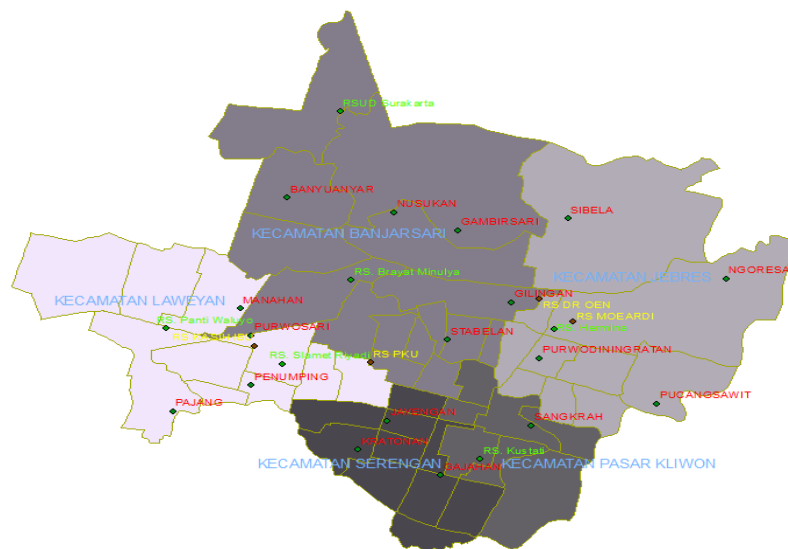 RSUD Surakarta
BANYUANYAR
NUSUKAN
SIBELA
GAMBIRSARI
KECAMATAN BANJARSARI
NGORESA
RS. Brayat Minulya
KECAMATAN JEBRES
KECAMATAN LAWEYAN
MANAHAN
GILINGAN
RS DR OEN
RS MOEARDI
RS. Panti Waluyo
PURWOSARI
STABELAN
RS. Slamet Riyadi
RS PKU
PURWODININGRATAN
PENUMPING
PUCANGSAWIT
PAJANG
JAYENGAN
SANGKRAH
KRATONAN
RS. Kustati
KECAMATAN SERENGAN
GAJAHAN
KECAMATAN PASAR KLIWON